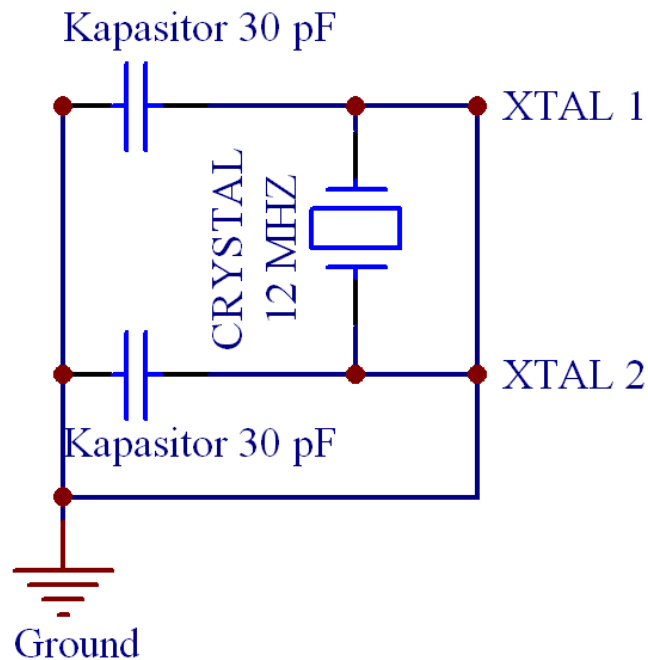 Kapasitor 30 pF
XTAL 1
CRYSTAL
12 MHZ
XTAL 2
Kapasitor 30 pF
Ground